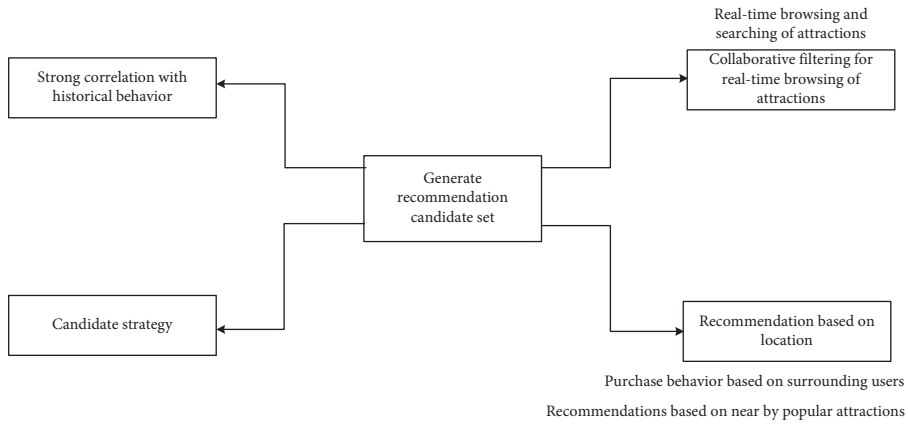 Real-time browsing and
searching of attractions
Strong correlation with
historical behavior
Collaborative filtering for
real-time browsing of
attractions
Generate
recommendation
candidate set
Candidate strategy
Recommendation based on
location
Purchase behavior based on surrounding users
Recommendations based on near by popular attractions